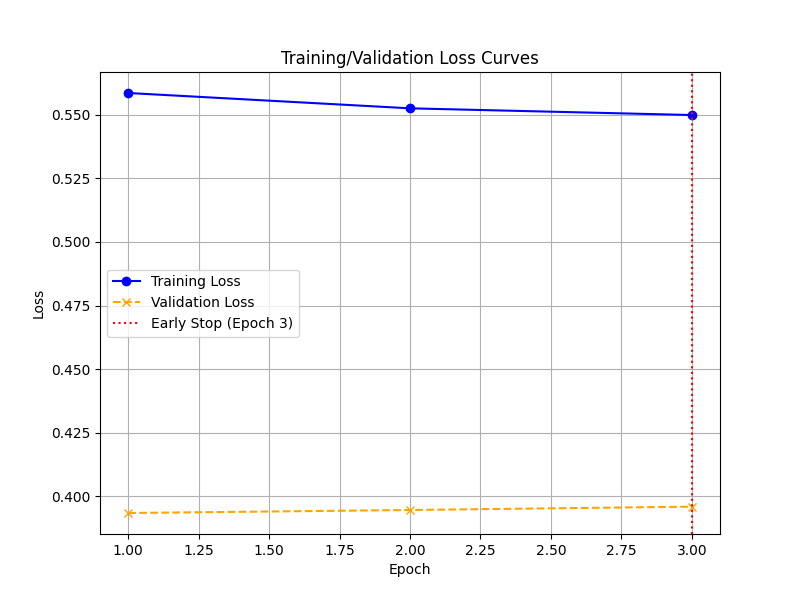 Training/Validation Loss Curves
0.550
0.525
0.500
0.475
0.450
0.425
0.400
Loss
Training Loss
Validation Loss
Early Stop (Epoch 3)
1.00 1.25 1.50 1.75 2.00 2.25 2.50 2.75 3.00
Epoch